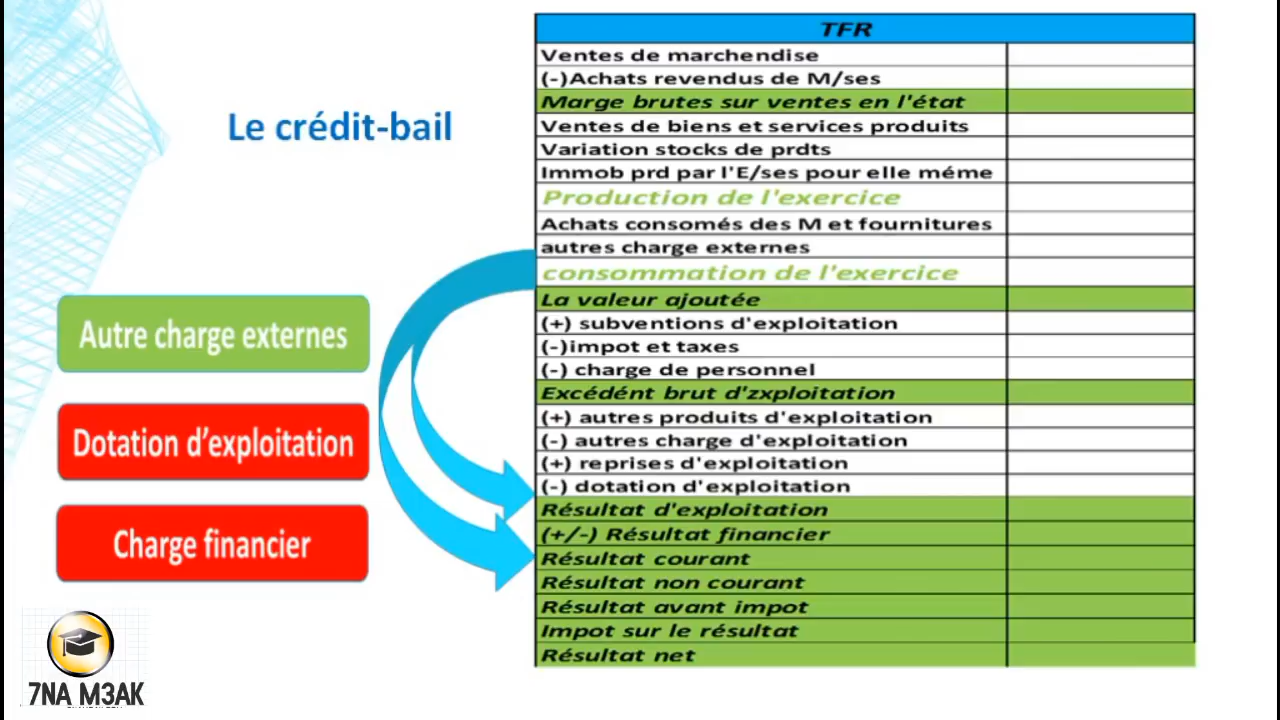 TFR
Ventes de marchendise
(-)Achats revendus de M/ses
Marge brutes sur ventes en l'état
Ventes de biens et services produits
Variation stocks de prdts
Immob prd par l'E/ses pour elle méme
Production de l'exercice
Achats consomés des M et fournitures
autres charge externes
consommation de l'exercice
La valeur ajoutée
(+) subventions d'exploitation
(-)impot et taxes
(-) charge de personnel
Excédént brut d'zxploitation
(+) autres produits d'exploitation
(-) autres charge d'exploitation
(+) reprises d'exploitation
(-) dotation d'exploitation
Résultat d'exploitation
(+/-) Résultat financier
Résultat courant
Résultat non courant
Résultat avant impot
Impot sur le résultat
Résultat net
Le crédit-bail
Autre charge externes
Dotation d’exploitation
Charge financier
7NA M3AK